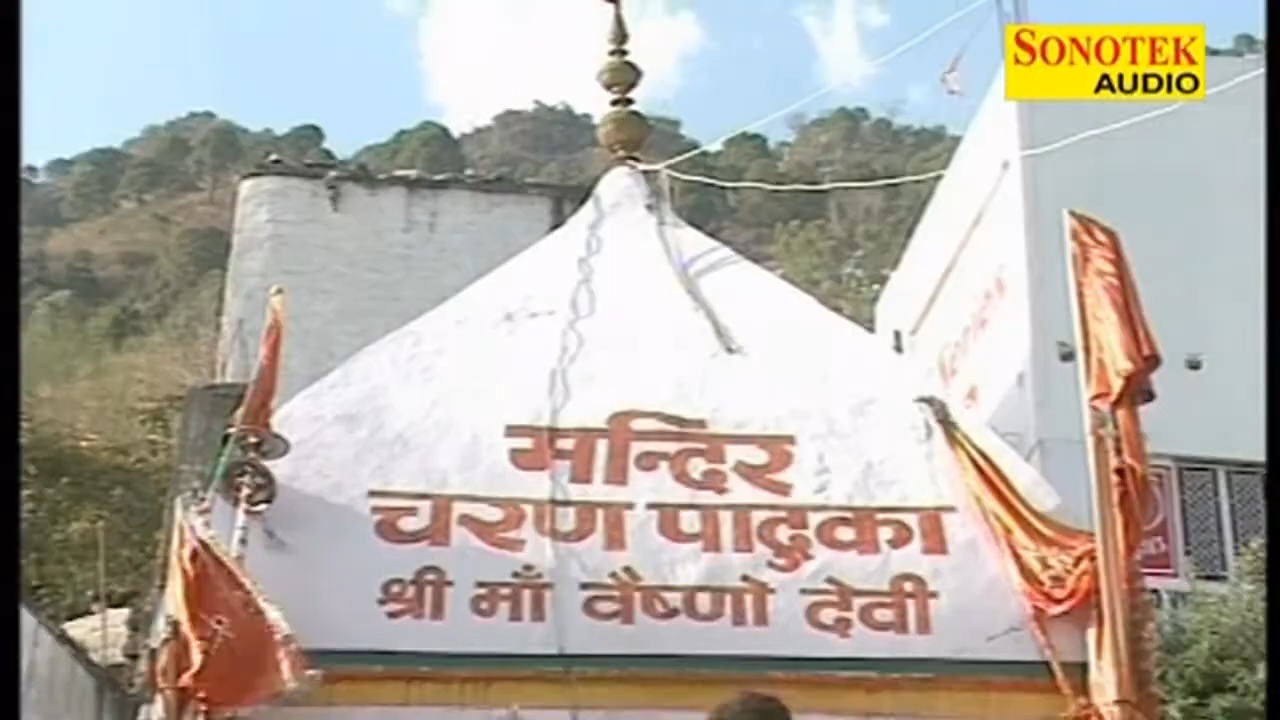 SONOTEK
AUDIO
मन्दिर
चरण पादुका
श्री माँ वैष्णो देवी